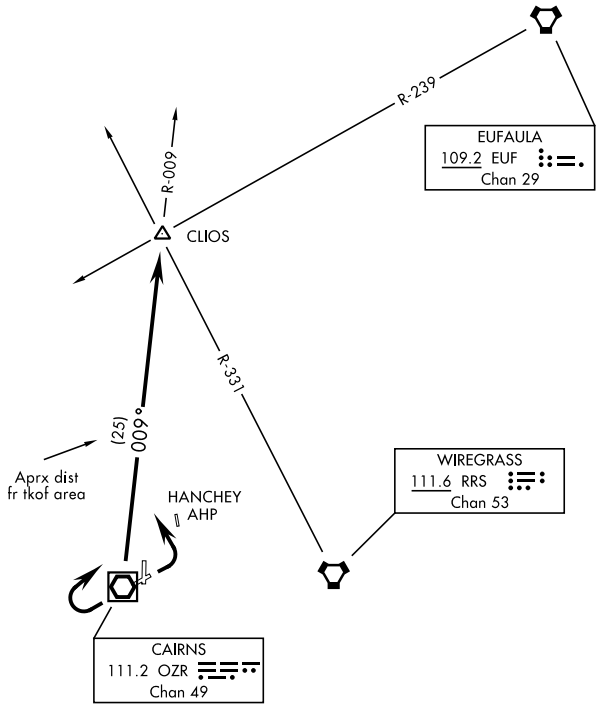 R-239
EUFAULA
109.2 EUF
Chan 29
R-009
CLIOS
R-331
(25)
009°
Aprx dist
fr tkof area
HANCHEY
AHP
WIREGRASS
111.6 RRS
Chan 53
CAIRNS
111.2 OZR
Chan 49